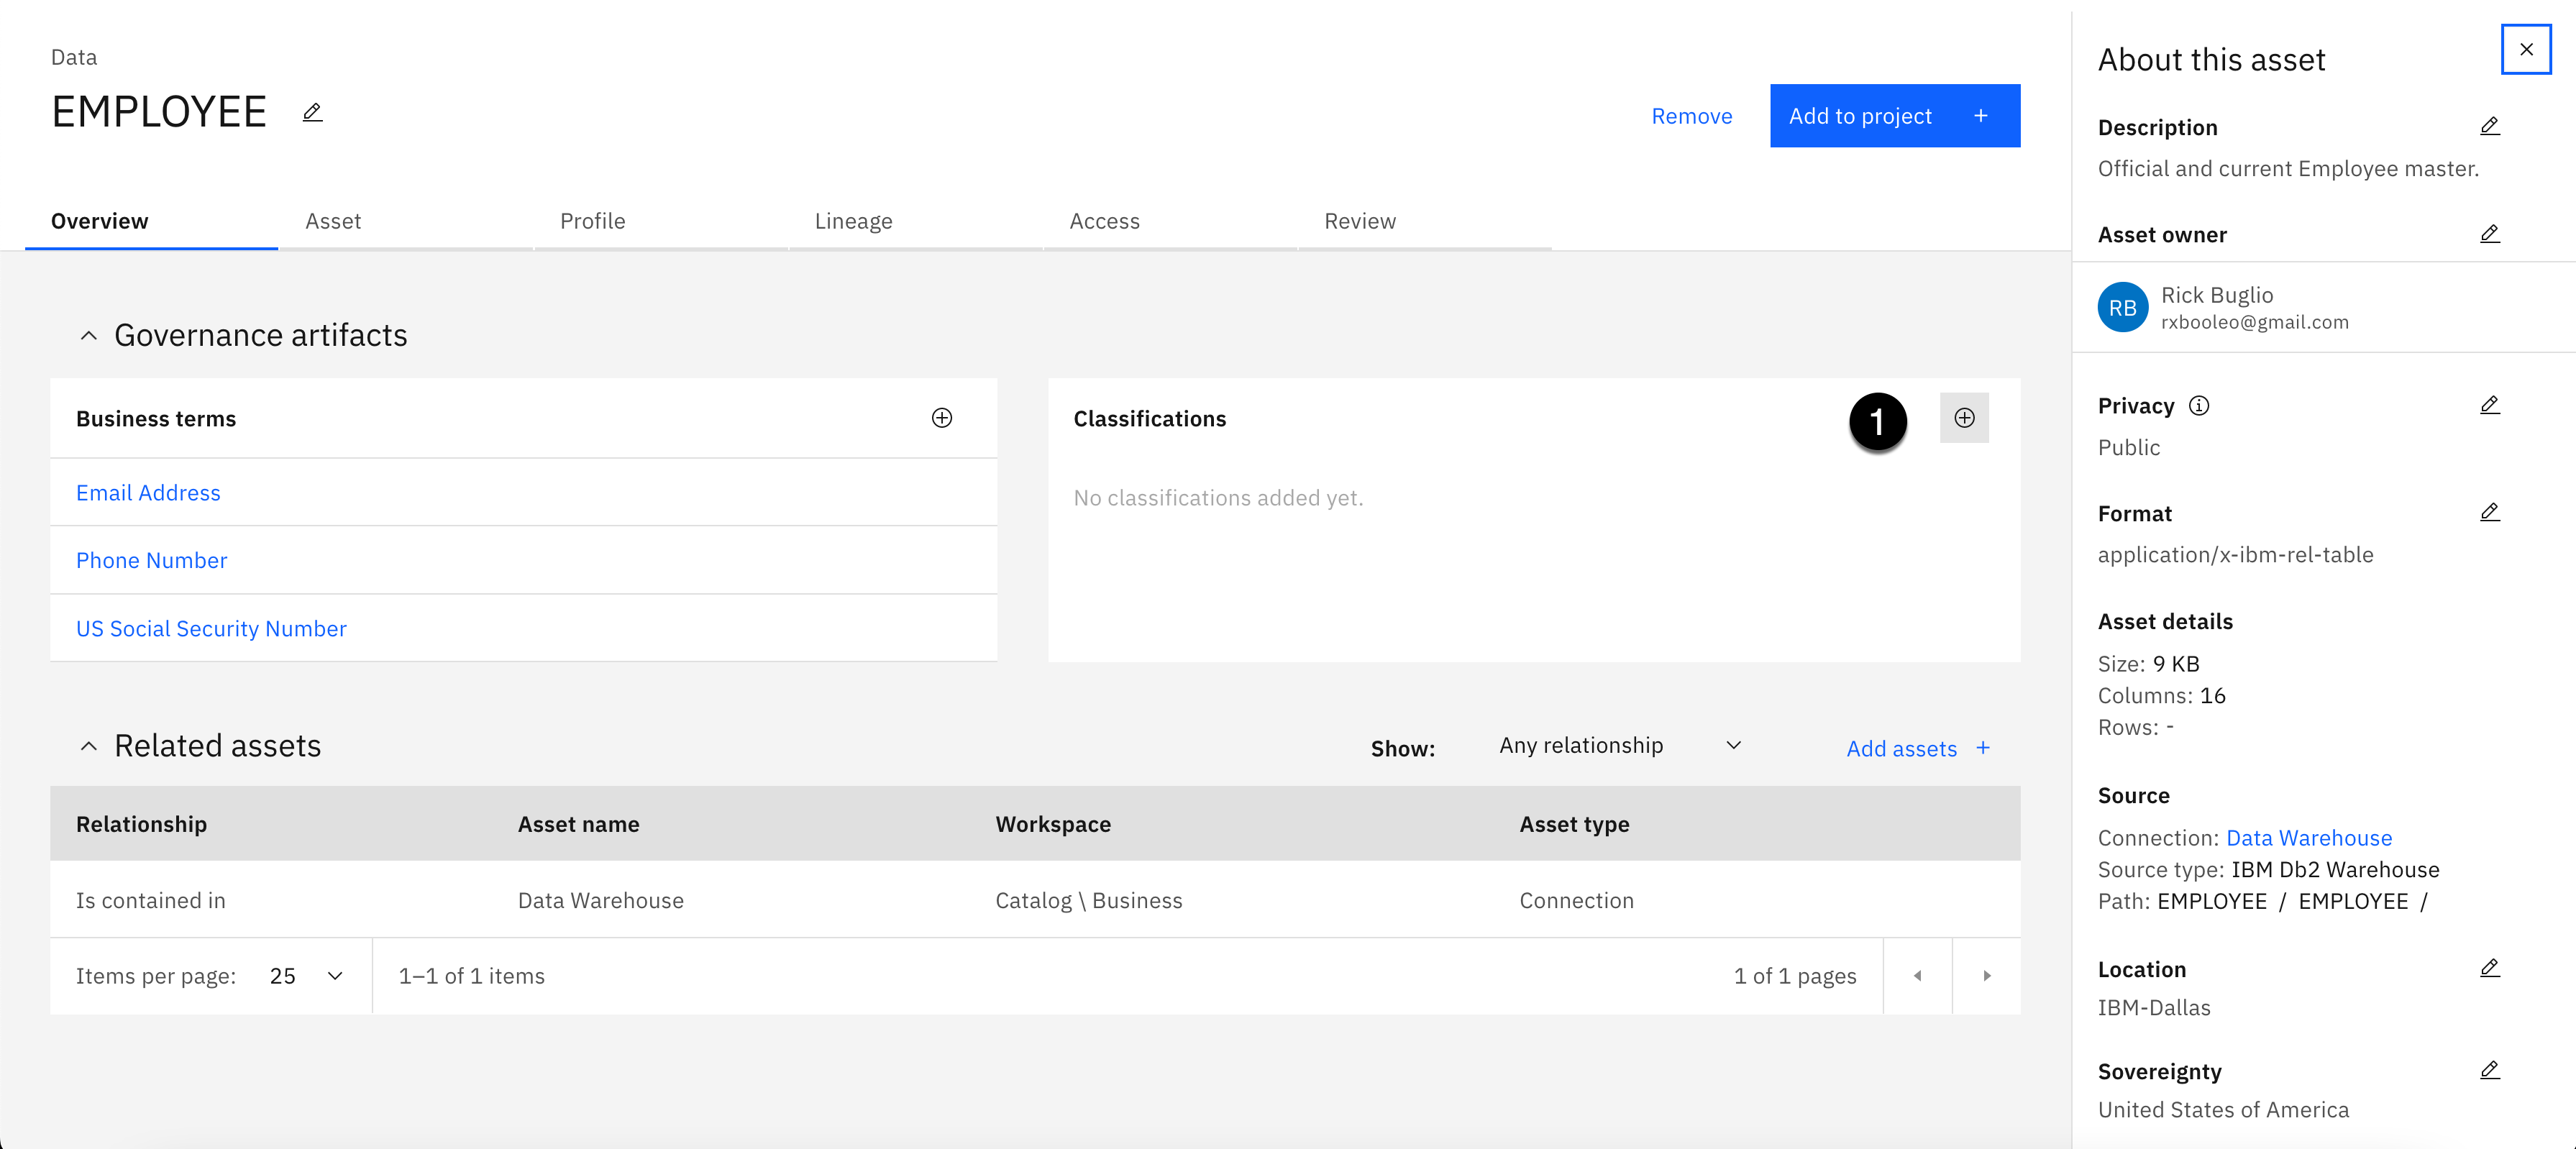 Data
EMPLOYEE
Remove
Add to project +
Overview
Asset
Profile
Lineage
Access
Review
Governance artifacts
Business terms
Email Address
Phone Number
US Social Security Number
Classifications
1
No classifications added yet.
Related assets
Show: Any relationship
Add assets +
Relationship Asset name Workspace Asset type
Is contained in Data Warehouse Catalog \ Business Connection
Items per page: 25 1–1 of 1 items 1 of 1 pages
About this asset
Description
Official and current Employee master.
Asset owner
RB
Rick Buglio
rxbooleo@gmail.com
Privacy
Public
Format
application/x-ibm-rel-table
Asset details
Size: 9 KB
Columns: 16
Rows: -
Source
Connection: Data Warehouse
Source type: IBM Db2 Warehouse
Path: EMPLOYEE / EMPLOYEE /
Location
IBM-Dallas
Sovereignty
United States of America